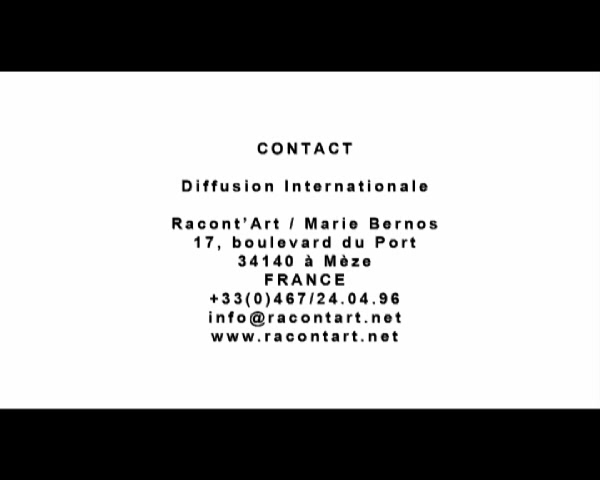 CONTACT
Diffusion Internationale
Racont'Art / Marie Bernos
17, boulevard du Port
34140 à Mèze
FRANCE
+33(0)467/24.04.96
info@racontart.net
www.racontart.net